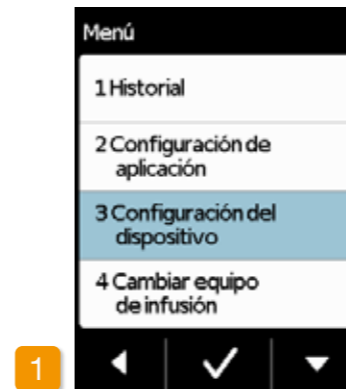 Menú
1 Historial
2 Configuración de
aplicación
3 Configuración del
dispositivo
4 Cambiar equipo
de infusión
1